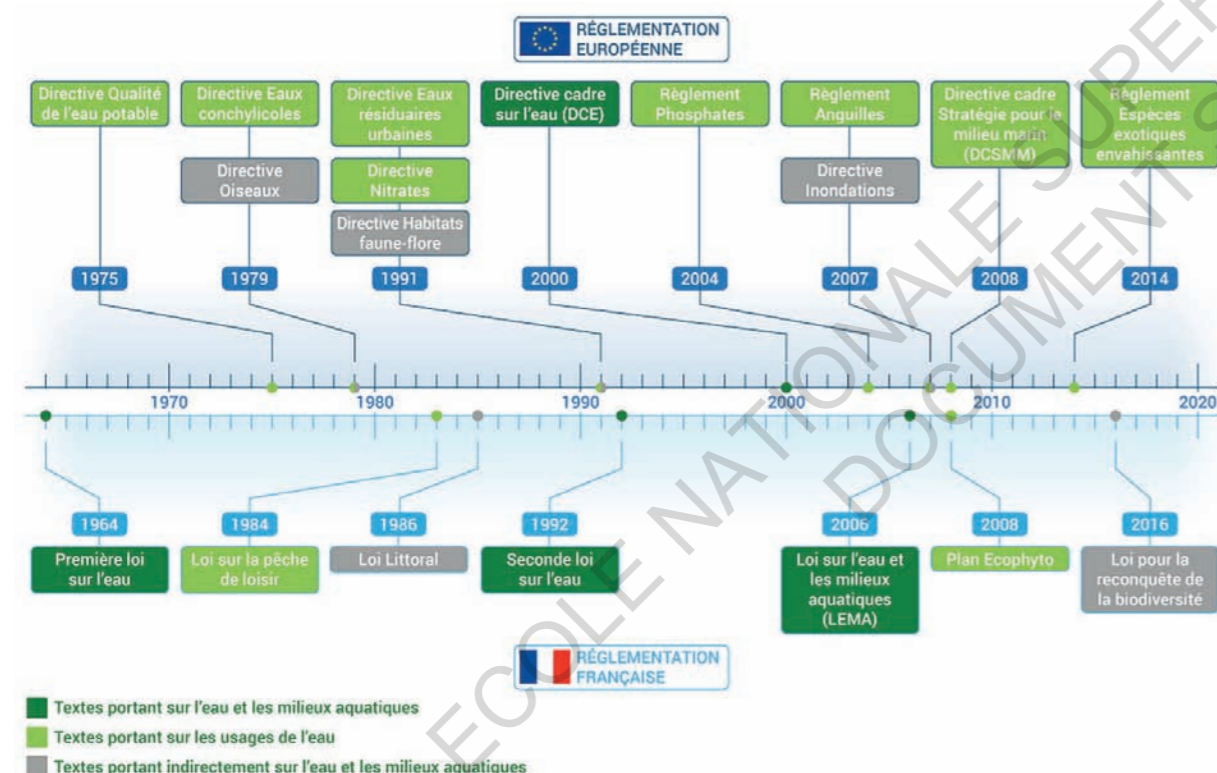 RÉGLEMENTATION
EUROPÉENNE
Directive Qualité
de l'eau potable
Directive Eaux
conchylicoles
Directive Eaux
résiduaires
urbaines
Directive cadre
sur l'eau (DCE)
Règlement
Phosphates
Règlement
Anguilles
Directive cadre
Stratégie pour le
milieu marin
(DCSMM)
Règlement
Espèces
exotiques
envahissantes
Directive
Oiseaux
Directive
Nitrates
Directive
Inondations
Directive Habitats
faune-flore
1975
1979
1991
2000
2004
2007
2008
2014
1970
1980
1990
2000
2010
2020
1964
1984
1986
1992
2006
2008
2016
Première loi
sur l'eau
Loi sur la pêche
de loisir
Loi Littoral
Seconde loi
sur l'eau
Loi sur l'eau et
les milieux
aquatiques
(LEMA)
Plan Ecophyto
Loi pour la
reconquête de
la biodiversité
RÉGLEMENTATION
FRANÇAISE
Textes portant sur l'eau et les milieux aquatiques
Textes portant sur les usages de l'eau
Textes portant indirectement sur l'eau et les milieux aquatiques
ECOLE NATIONALE
DOCUMENT